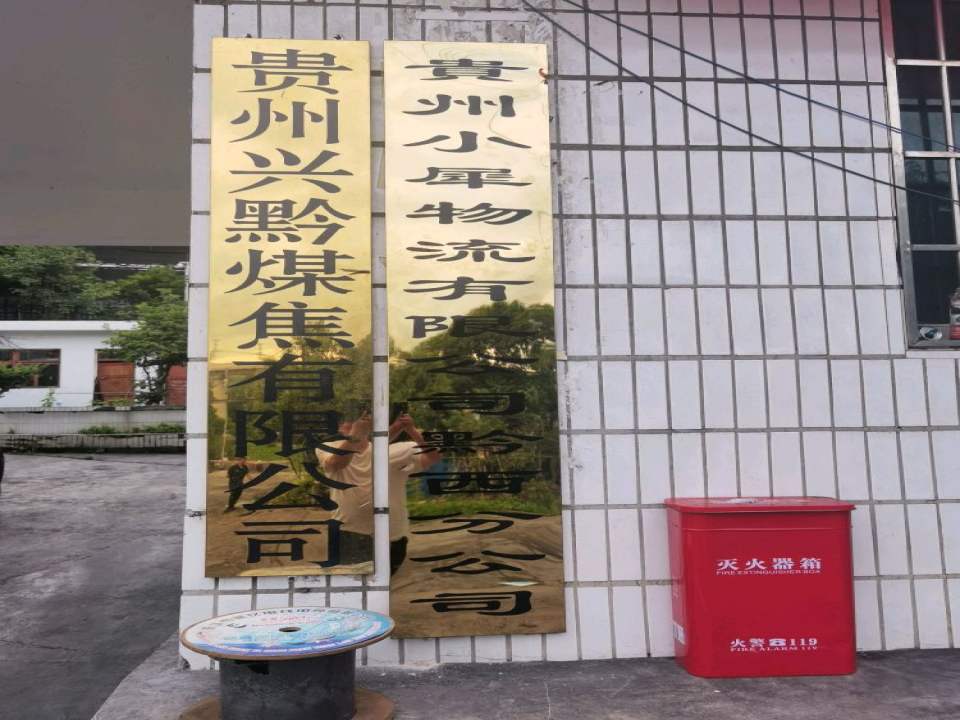 贵州兴黔煤焦有限公司
贵州小犀物流有限公司黔西分公司
灭火器箱
FIRE EXTINGUISHER BOX
火警119
FIRE ALARM 119